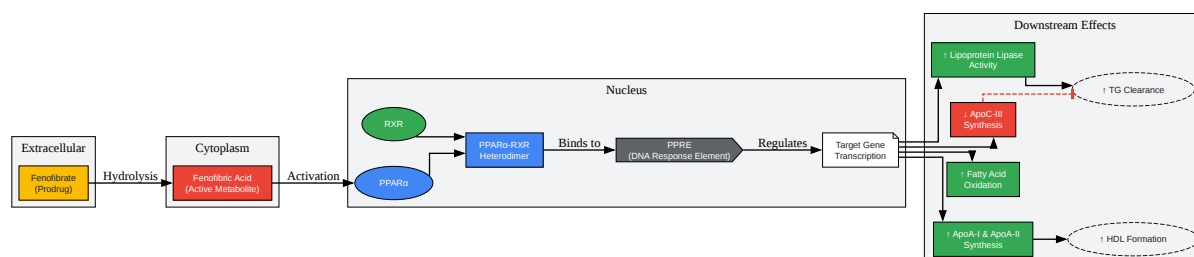 Extracellular
Fenofibrate
(Prodrug)
Hydrolysis
Cytoplasm
Fenofibric Acid
(Active Metabolite)
Activation
Nucleus
RXR
PPARα
PPARα-RXR
Heterodimer
Binds to
PPRE
(DNA Response Element)
Regulates
Target Gene
Transcription
Downstream Effects
↑ Lipoprotein Lipase
Activity
↑ TG Clearance
↓ ApoC-III
Synthesis
↑ Fatty Acid
Oxidation
↑ ApoA-I & ApoA-II
Synthesis
↑ HDL Formation